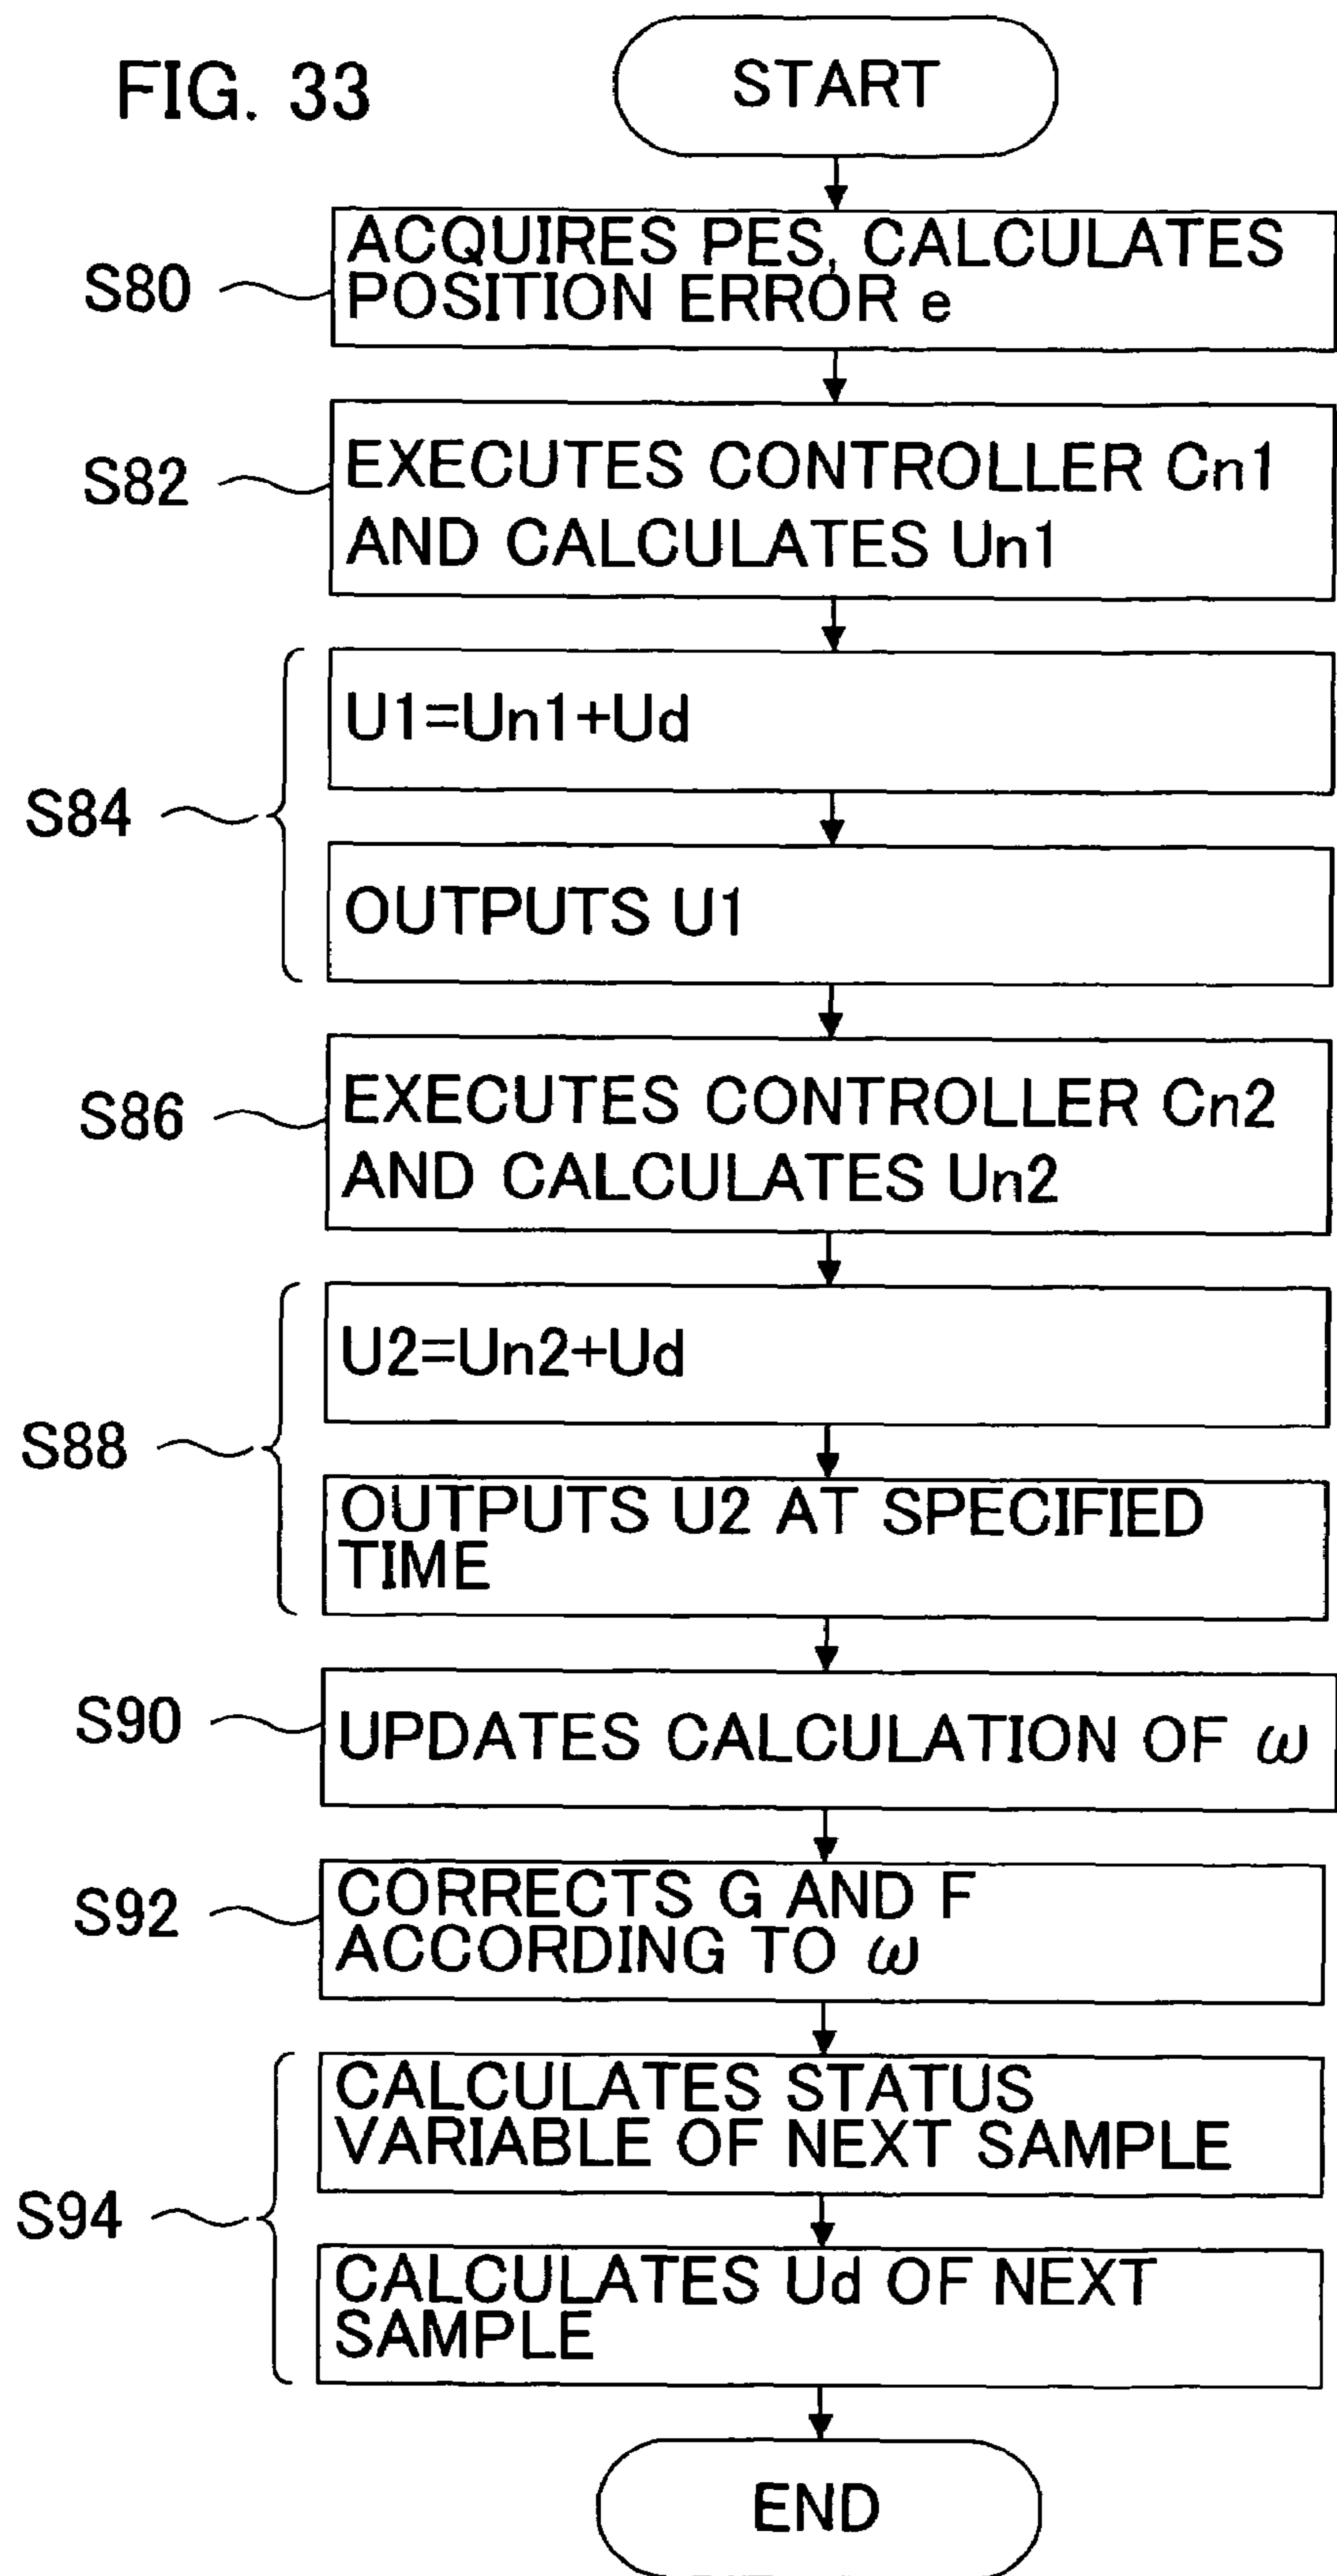 FIG. 33
START
S80
ACQUIRES PES, CALCULATES
POSITION ERROR e
S82
EXECUTES CONTROLLER Cn1
AND CALCULATES Un1
S84
U1=Un1+Ud
OUTPUTS U1
S86
EXECUTES CONTROLLER Cn2
AND CALCULATES Un2
S88
U2=Un2+Ud
OUTPUTS U2 AT SPECIFIED
TIME
S90
UPDATES CALCULATION OF ω
S92
CORRECTS G AND F
ACCORDING TO ω
S94
CALCULATES STATUS
VARIABLE OF NEXT SAMPLE
CALCULATES Ud OF NEXT
SAMPLE
END